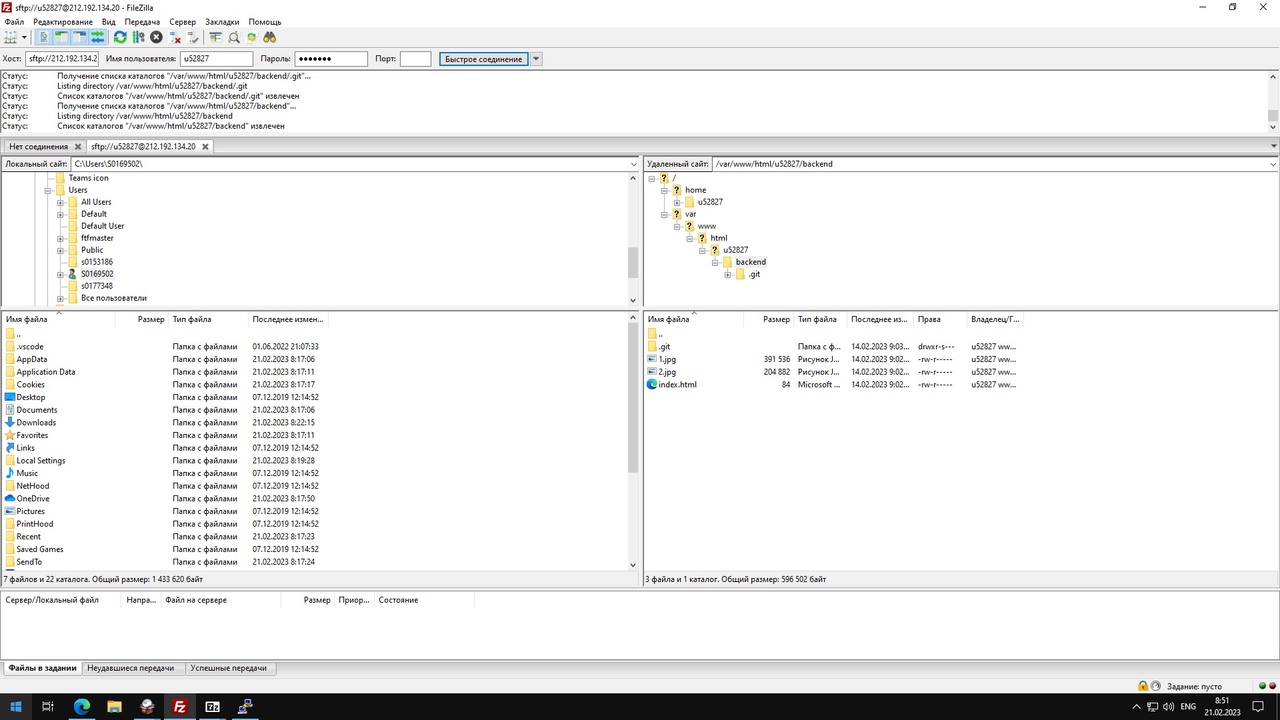 sftp://u52827@212.192.134.20 - FileZilla
Файл Редактирование Вид Передача Сервер Закладки Помощь
Хост: sftp://212.192.134.2 Имя пользователя: u52827 Пароль: ●●●●●●● Порт: Быстрое соединение
Статус: Получение списка каталогов "/var/www/html/u52827/backend/.git"...
Статус: Listing directory /var/www/html/u52827/backend/.git
Статус: Список каталогов "/var/www/html/u52827/backend/.git" извлечен
Статус: Получение списка каталогов "/var/www/html/u52827/backend"...
Статус: Listing directory /var/www/html/u52827/backend
Статус: Список каталогов "/var/www/html/u52827/backend" извлечен
Нет соединения sftp://u52827@212.192.134.20
Локальный сайт: C:\Users\S0169502\
Teams icon
Users
All Users
Default
Default User
ftfmaster
Public
s0153186
S0169502
s0177348
Все пользователи
Удаленный сайт: /var/www/html/u52827/backend
/
home
u52827
var
www
html
u52827
backend
.git
Имя файла Размер Тип файла Последнее измен...
..
.vscode Папка с файлами 01.06.2022 21:07:33
AppData Папка с файлами 21.02.2023 8:17:06
Application Data Папка с файлами 21.02.2023 8:17:11
Cookies Папка с файлами 21.02.2023 8:17:17
Desktop Папка с файлами 07.12.2019 12:14:52
Documents Папка с файлами 21.02.2023 8:17:06
Downloads Папка с файлами 21.02.2023 8:22:15
Favorites Папка с файлами 21.02.2023 8:17:11
Links Папка с файлами 07.12.2019 12:14:52
Local Settings Папка с файлами 21.02.2023 8:19:28
Music Папка с файлами 07.12.2019 12:14:52
NetHood Папка с файлами 07.12.2019 12:14:52
OneDrive Папка с файлами 21.02.2023 8:17:50
Pictures Папка с файлами 07.12.2019 12:14:52
PrintHood Папка с файлами 07.12.2019 12:14:52
Recent Папка с файлами 21.02.2023 8:17:23
Saved Games Папка с файлами 07.12.2019 12:14:52
SendTo Папка с файлами 21.02.2023 8:17:24
7 файлов и 22 каталога. Общий размер: 1 433 620 байт
Имя файла Размер Тип файла Последнее из... Права Владелец/Г...
..
.git Папка с ф... 14.02.2023 9:03... drwxr-s--- u52827 ww...
1.jpg 391 536 Рисунок J... 14.02.2023 9:02... -rw-r----- u52827 ww...
2.jpg 204 882 Рисунок J... 14.02.2023 9:02... -rw-r----- u52827 ww...
index.html 84 Microsoft ... 14.02.2023 9:02... -rw-r----- u52827 ww...
3 файла и 1 каталог. Общий размер: 596 502 байт
Сервер/Локальный файл Напра... Файл на сервере Размер Приор... Состояние
Файлы в задании Неудавшиеся передачи Успешные передачи
Задание: пусто
ENG 8:51
21.02.2023